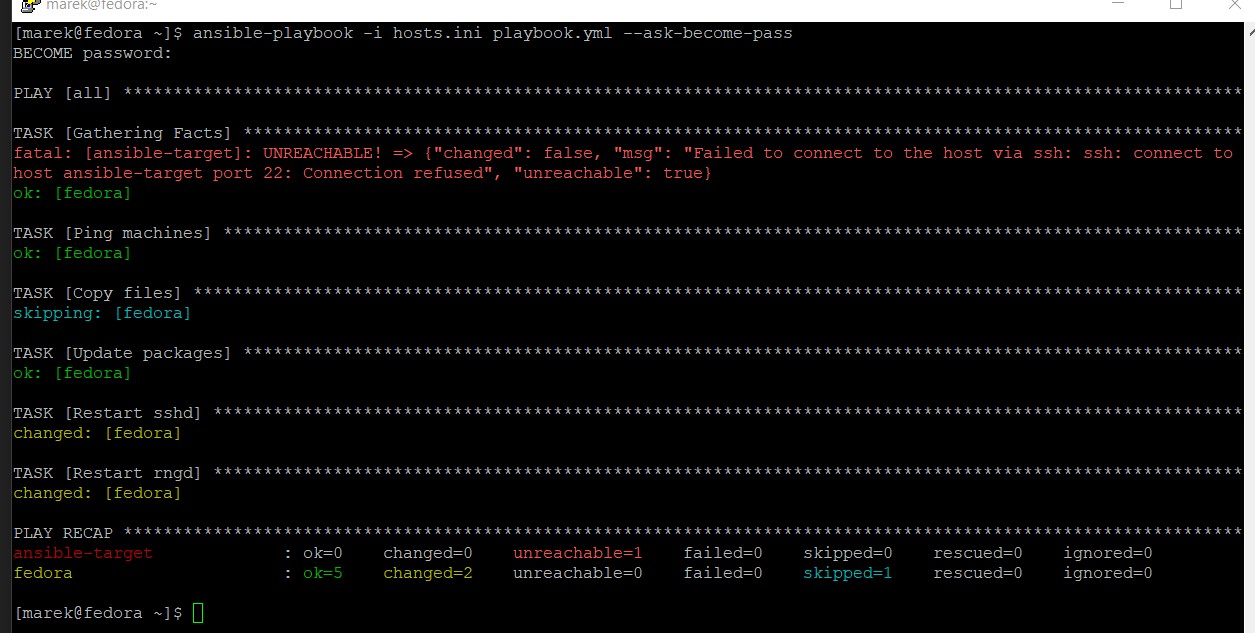 marek@fedora:~
[marek@fedora ~]$ ansible-playbook -i hosts.ini playbook.yml --ask-become-pass
BECOME password:
PLAY [all] ****************************************************************************************************************
TASK [Gathering Facts] ****************************************************************************************************
fatal: [ansible-target]: UNREACHABLE! => {"changed": false, "msg": "Failed to connect to the host via ssh: ssh: connect to
host ansible-target port 22: Connection refused", "unreachable": true}
ok: [fedora]
TASK [Ping machines] ******************************************************************************************************
ok: [fedora]
TASK [Copy files] *********************************************************************************************************
skipping: [fedora]
TASK [Update packages] ****************************************************************************************************
ok: [fedora]
TASK [Restart sshd] *******************************************************************************************************
changed: [fedora]
TASK [Restart rngd] *******************************************************************************************************
changed: [fedora]
PLAY RECAP ****************************************************************************************************************
ansible-target             : ok=0    changed=0    unreachable=1    failed=0    skipped=0    rescued=0    ignored=0
fedora                     : ok=5    changed=2    unreachable=0    failed=0    skipped=1    rescued=0    ignored=0
[marek@fedora ~]$